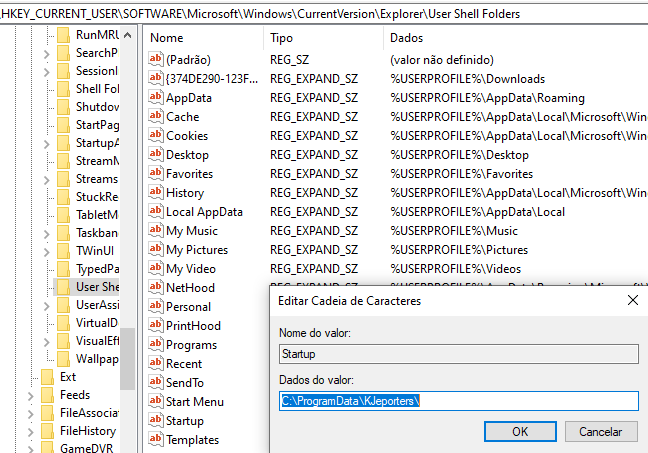 _HKEY_CURRENT_USER\SOFTWARE\Microsoft\Windows\CurrentVersion\Explorer\User Shell Folders
RunMRU
SearchP
SessionI
Shell Fol
Shutdow
StartPag
StartupA
StreamM
Streams
StuckRe
TabletM
Taskban
TWinUI
TypedPa
User She
UserAssi
VirtualD
VisualEff
Wallpap
Ext
Feeds
FileAssocia
FileHistory
GameDVR
Nome Tipo Dados
(Padrão) REG_SZ (valor não definido)
{374DE290-123F... REG_EXPAND_SZ %USERPROFILE%\Downloads
AppData REG_EXPAND_SZ %USERPROFILE%\AppData\Roaming
Cache REG_EXPAND_SZ %USERPROFILE%\AppData\Local\Microsoft\Win
Cookies REG_EXPAND_SZ %USERPROFILE%\AppData\Local\Microsoft\Win
Desktop REG_EXPAND_SZ %USERPROFILE%\Desktop
Favorites REG_EXPAND_SZ %USERPROFILE%\Favorites
History REG_EXPAND_SZ %USERPROFILE%\AppData\Local\Microsoft\Win
Local AppData REG_EXPAND_SZ %USERPROFILE%\AppData\Local
My Music REG_EXPAND_SZ %USERPROFILE%\Music
My Pictures REG_EXPAND_SZ %USERPROFILE%\Pictures
My Video REG_EXPAND_SZ %USERPROFILE%\Videos
NetHood
Personal
PrintHood
Programs
Recent
SendTo
Start Menu
Startup
Templates
Editar Cadeia de Caracteres
Nome do valor:
Startup
Dados do valor:
C:\ProgramData\KJeporters\
OK Cancelar